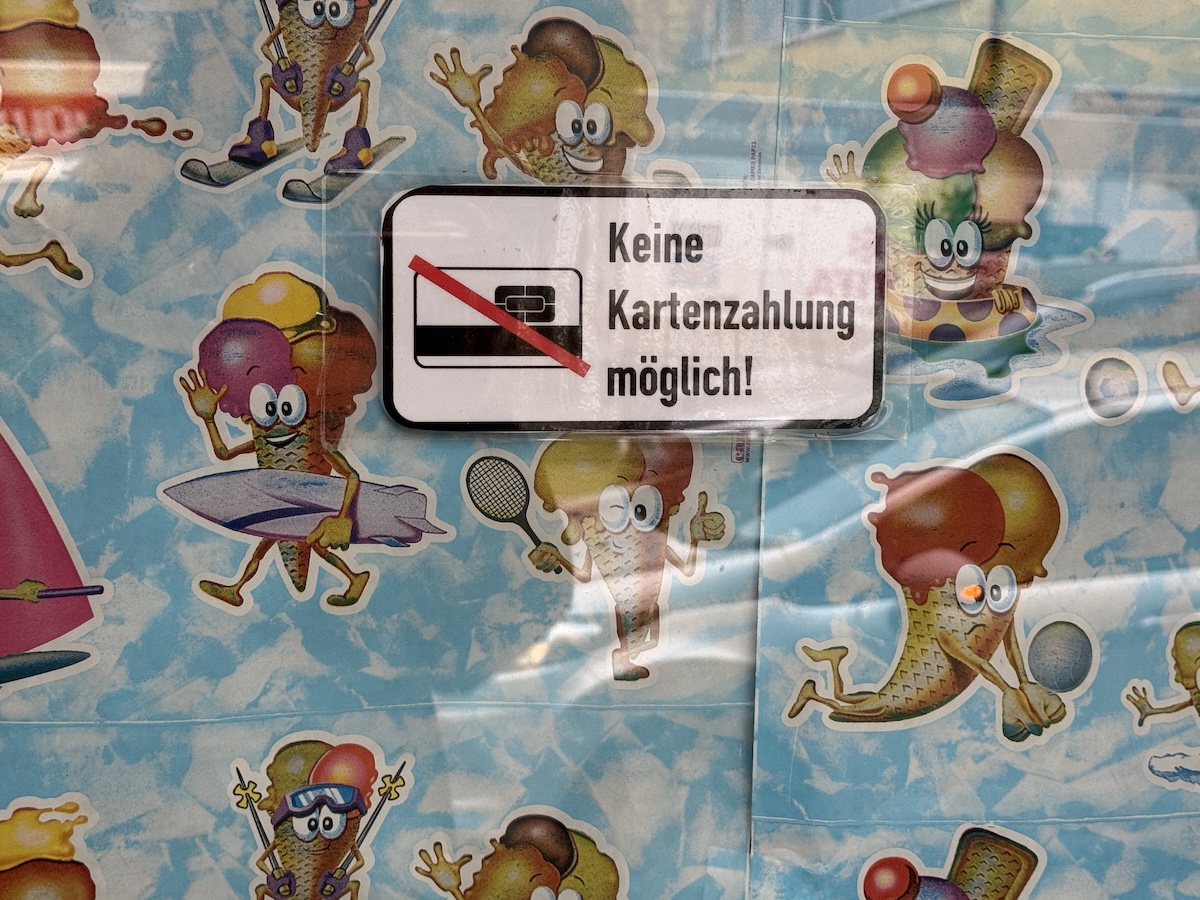 Keine
Kartenzahlung
möglich!